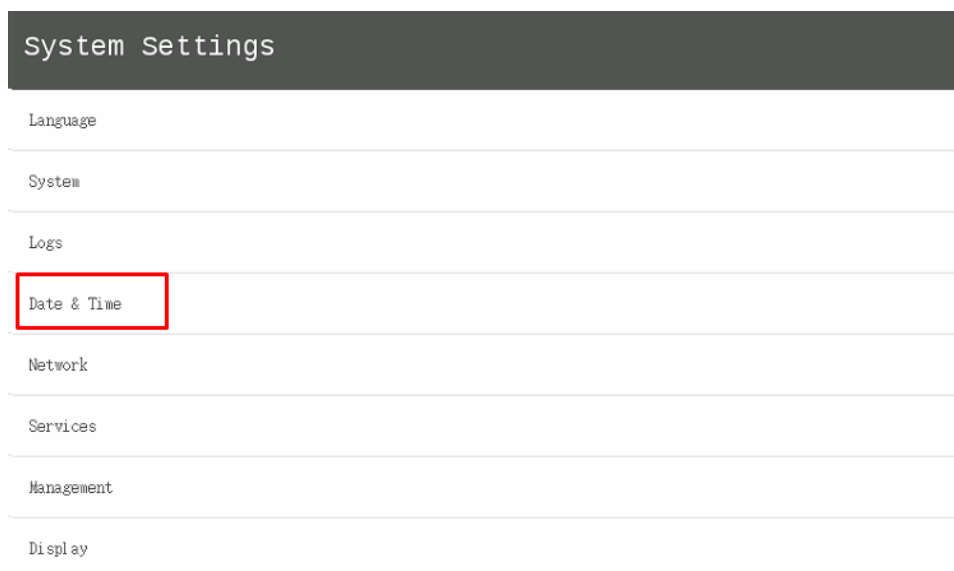 System Settings
Language
System
Logs
Date & Time
Network
Services
Management
Display